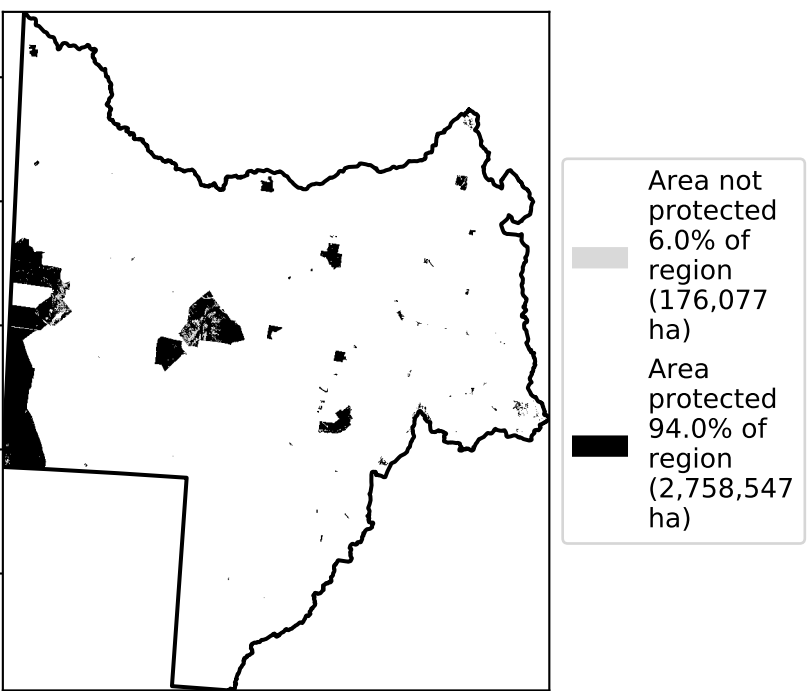 Area not
protected
6.0% of
region
(176,077
ha)
Area
protected
94.0% of
region
(2,758,547
ha)